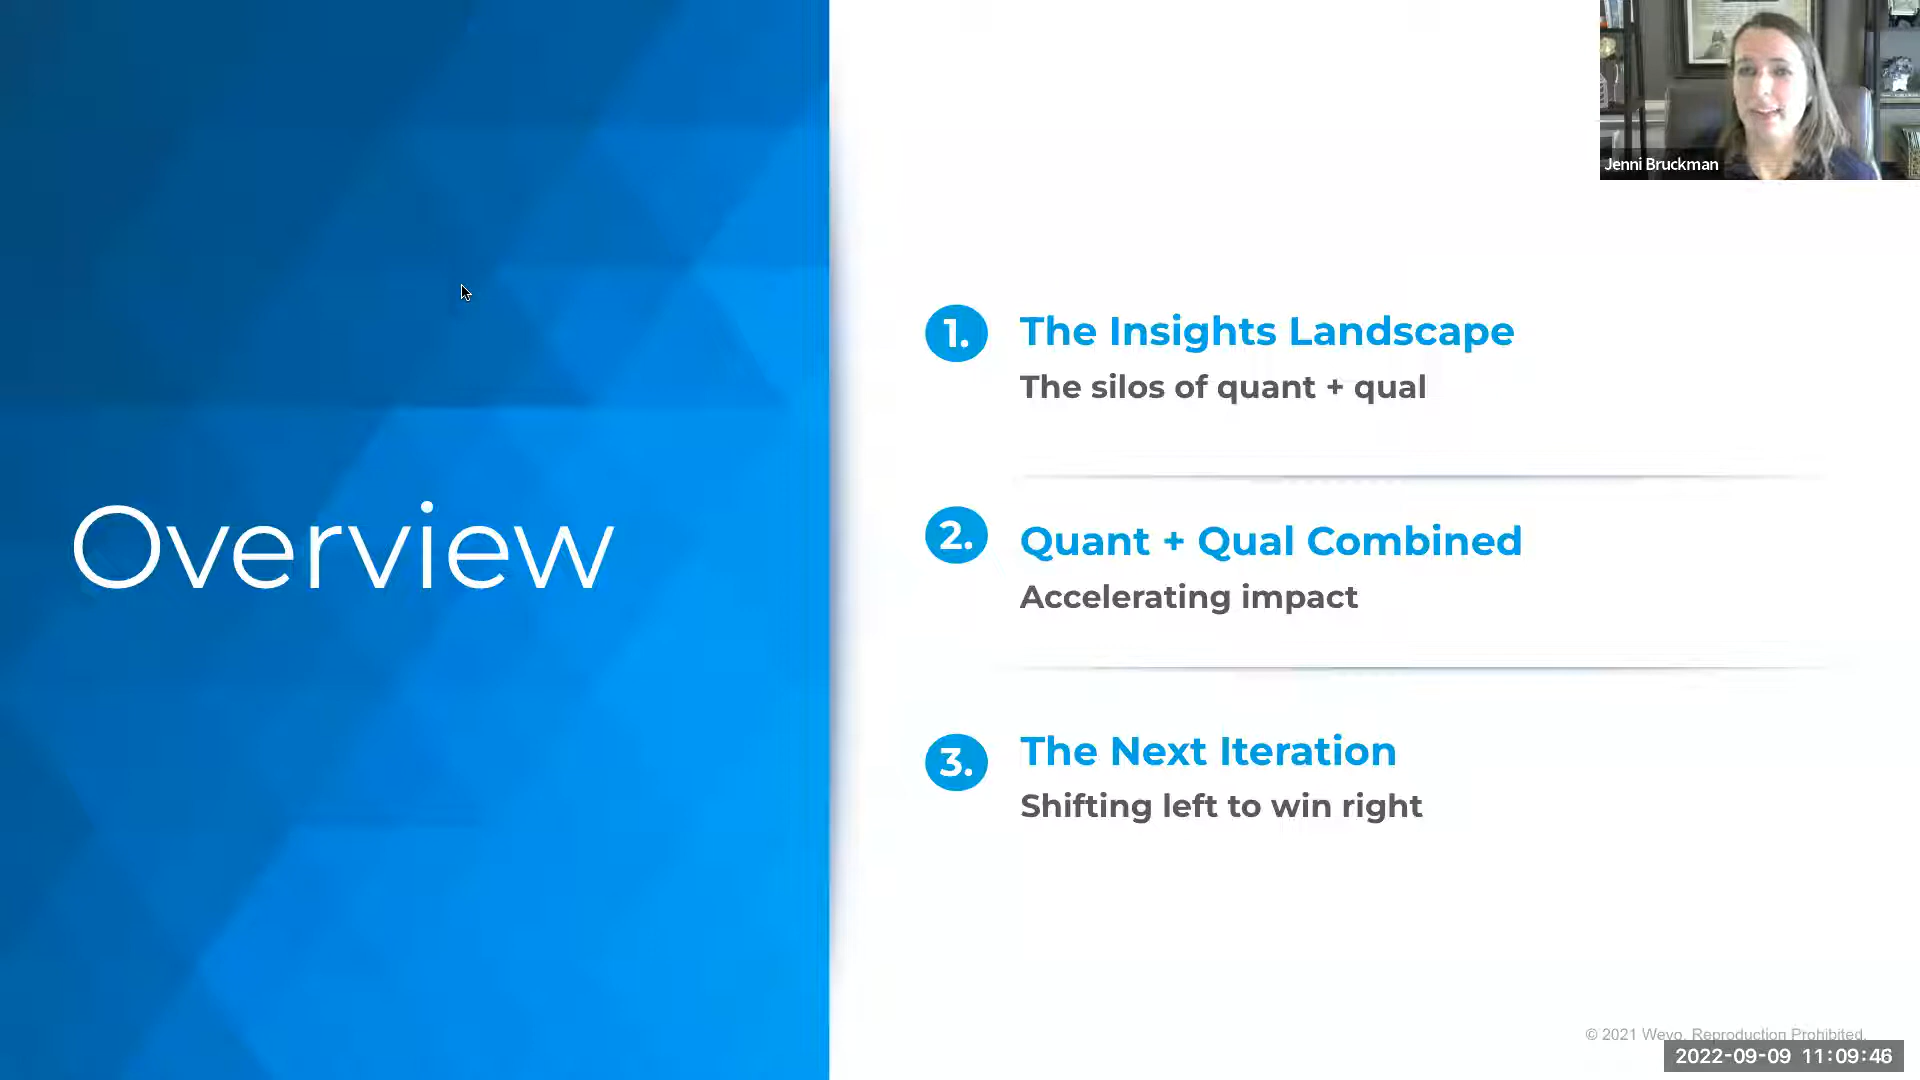 Jenni Bruckman
Overview
1.
The Insights Landscape
The silos of quant + qual
2.
Quant + Qual Combined
Accelerating impact
3.
The Next Iteration
Shifting left to win right
© 2021 Wevo. Reproduction Prohibited.
2022-09-09 11:09:46